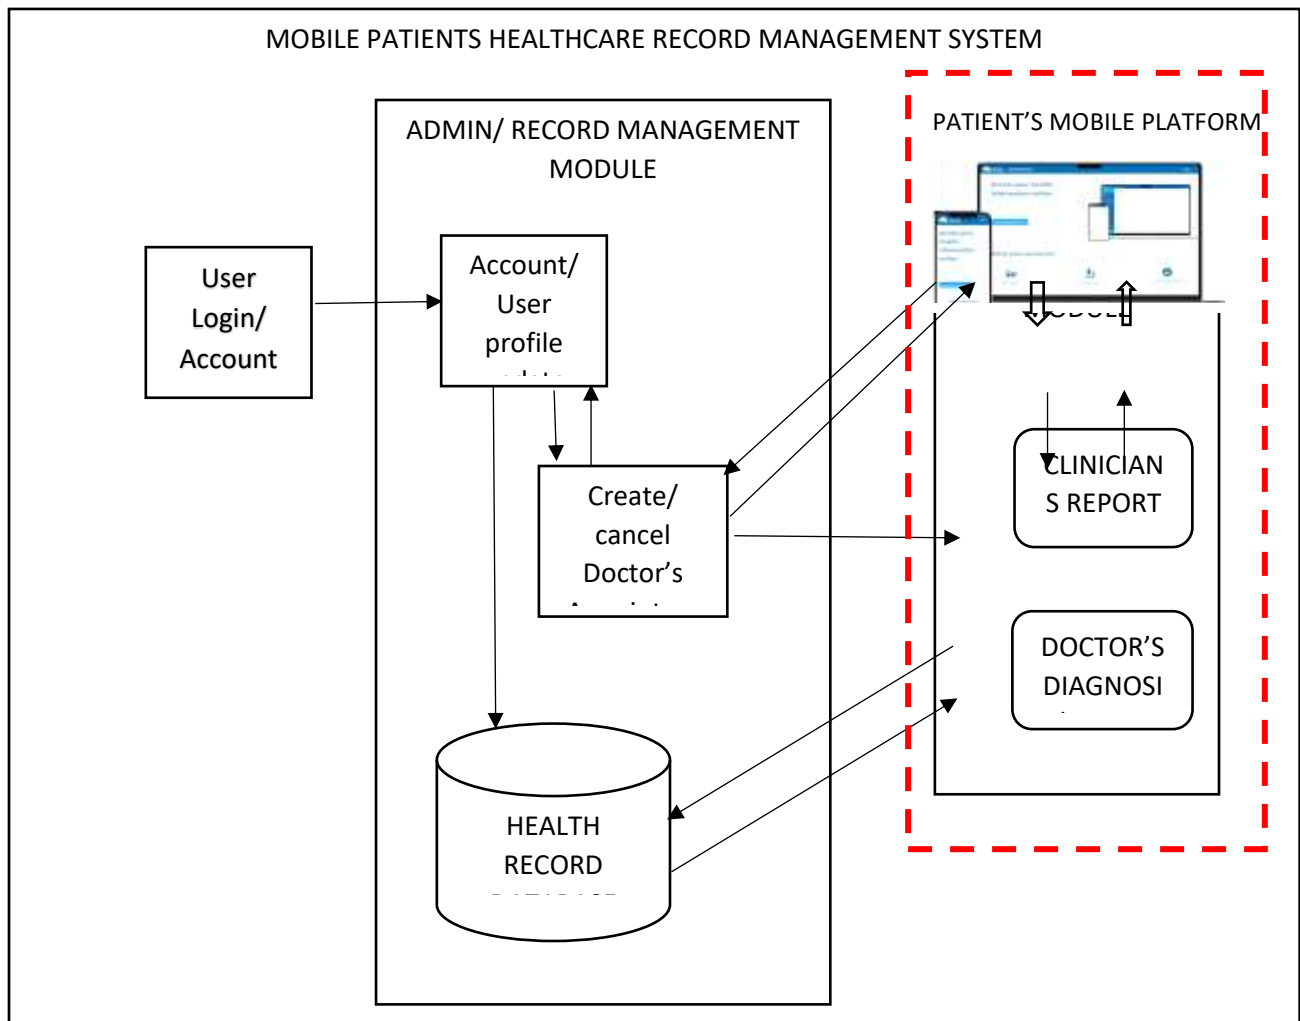 MOBILE PATIENTS HEALTHCARE RECORD MANAGEMENT SYSTEM
ADMIN/ RECORD MANAGEMENT
MODULE
PATIENT’S MOBILE PLATFORM
User
Login/
Account
Account/
User
profile
Create/
cancel
Doctor’s
CLINICIAN
S REPORT
DOCTOR’S
DIAGNOSI
HEALTH
RECORD